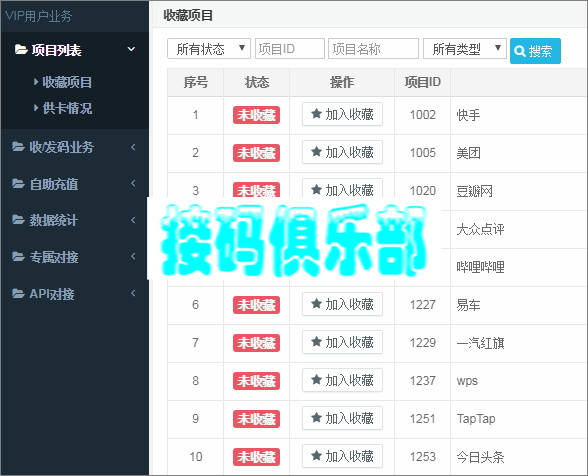 VIP用户业务
项目列表
收藏项目
供卡情况
收/发码业务
自助充值
数据统计
专属对接
API对接
收藏项目
所有状态 项目ID 项目名称 所有类型 搜索
序号 状态 操作 项目ID
1 未收藏 加入收藏 1002 快手
2 未收藏 加入收藏 1005 美团
3 未收藏 加入收藏 1020 豆瓣网
大众点评
哔哩哔哩
接码俱乐部
6 未收藏 加入收藏 1227 易车
7 未收藏 加入收藏 1229 一汽红旗
8 未收藏 加入收藏 1237 wps
9 未收藏 加入收藏 1251 TapTap
10 未收藏 加入收藏 1253 今日头条